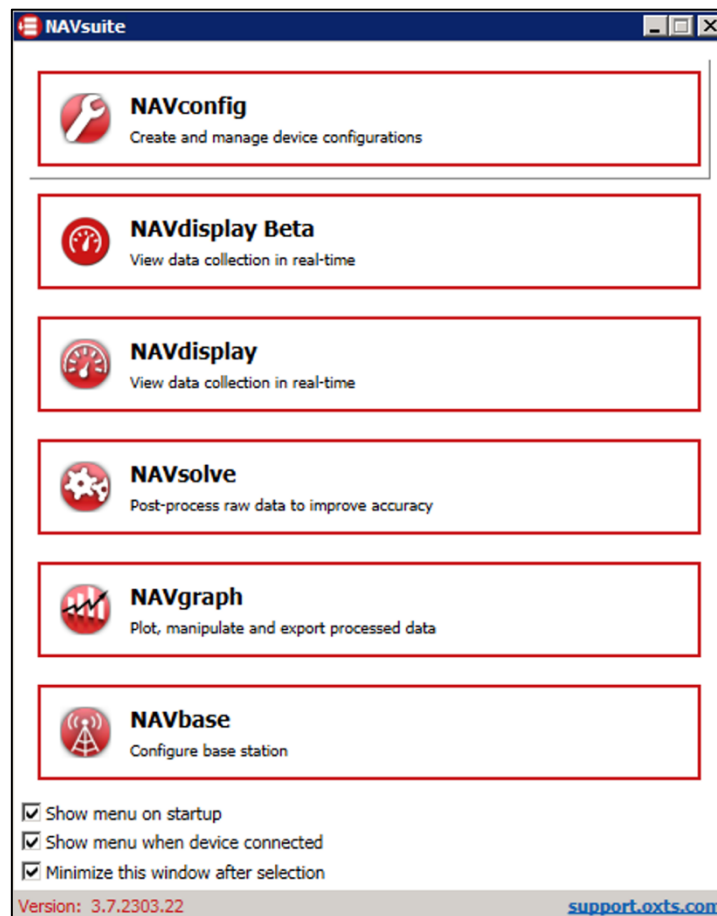 NAVsuite
NAVconfig
Create and manage device configurations
NAVdisplay Beta
View data collection in real-time
NAVdisplay
View data collection in real-time
NAVsolve
Post-process raw data to improve accuracy
NAVgraph
Plot, manipulate and export processed data
NAVbase
Configure base station
Show menu on startup
Show menu when device connected
Minimize this window after selection
Version: 3.7.2303.22 support.oxts.com